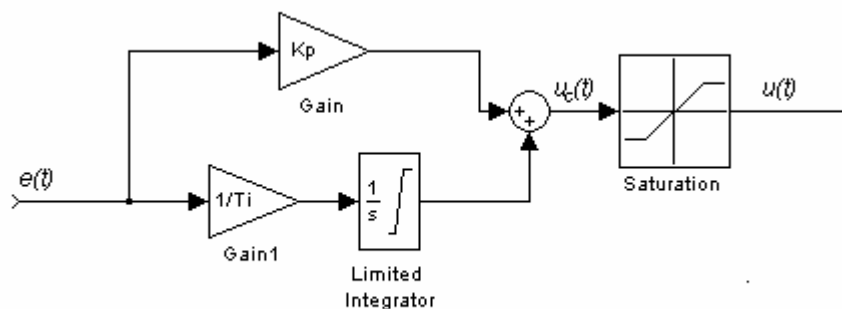 Kp
Gain
e(t)
1/Ti
Gain1
1
s
Limited
Integrator
+
+
uc(t)
Saturation
u(t)